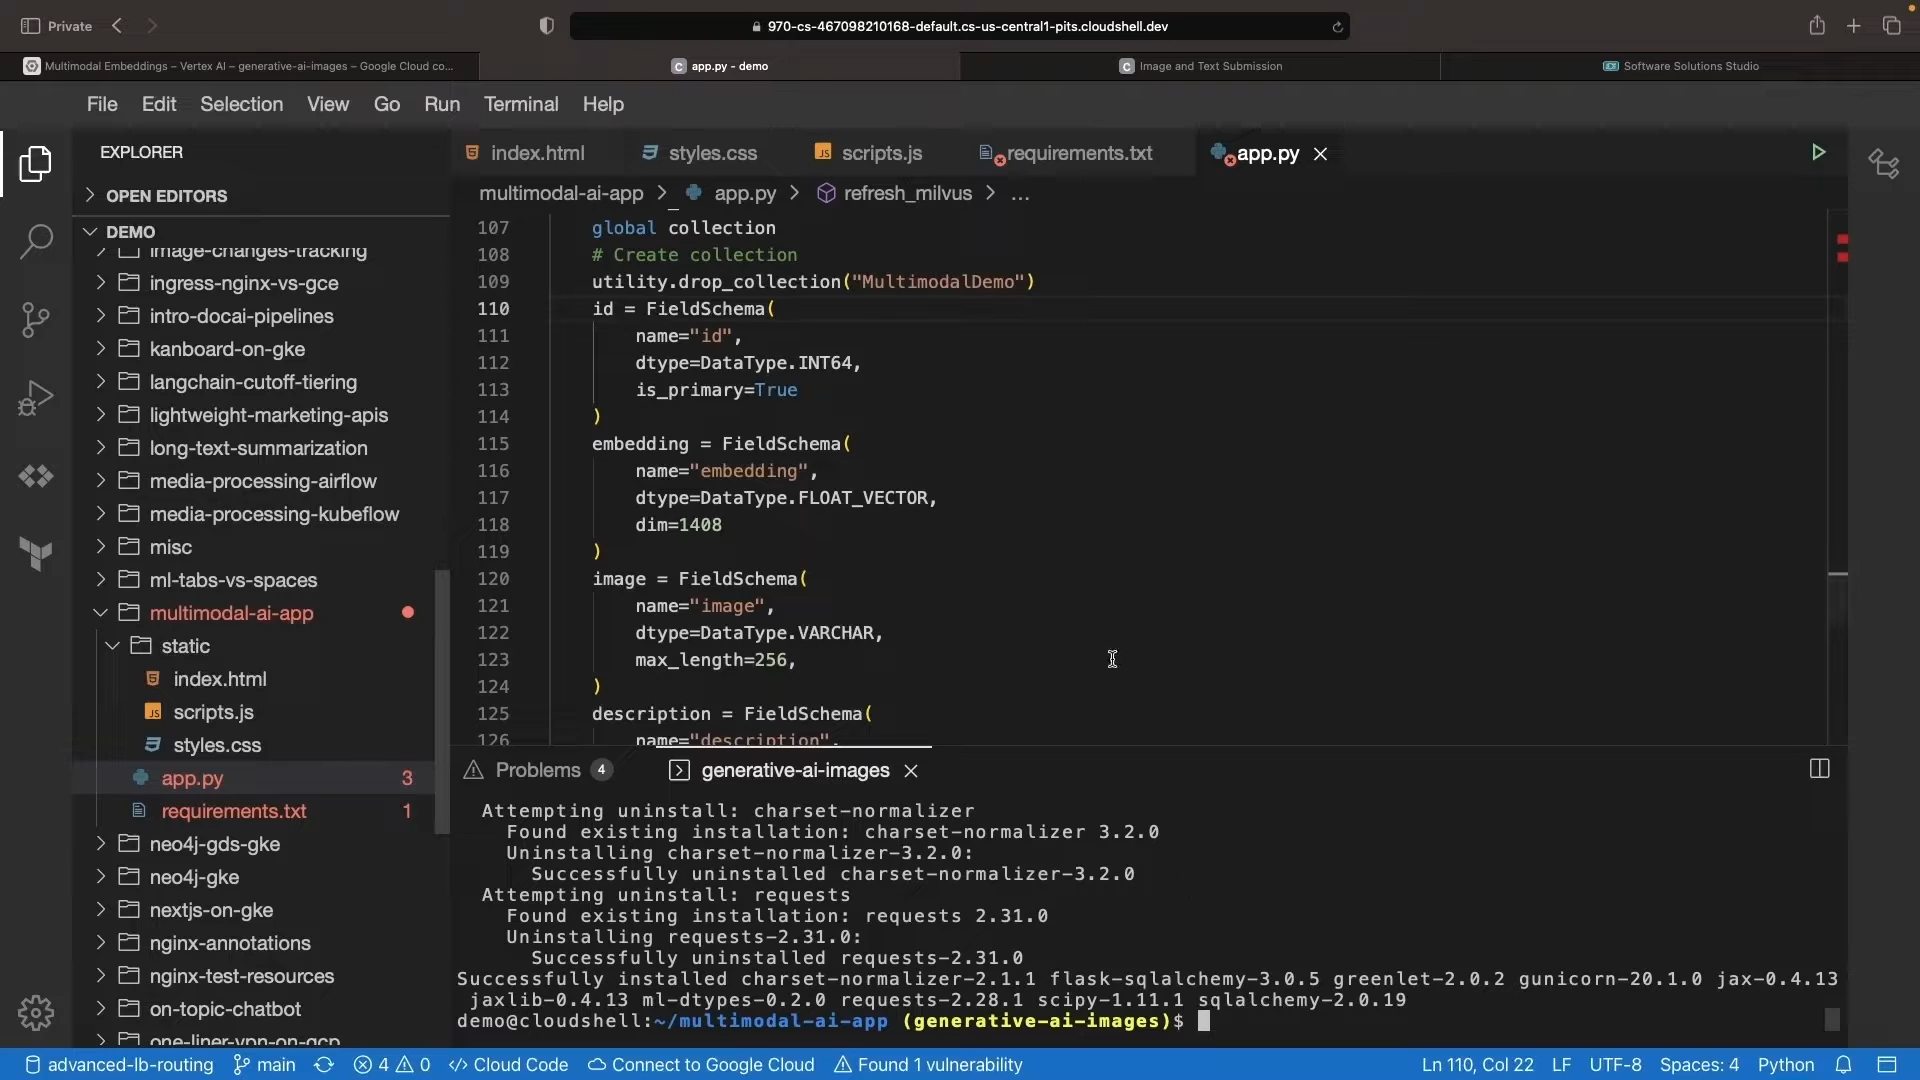 Private
970-cs-467098210168-default.cs-us-central1-pits.cloudshell.dev
Multimodal Embeddings – Vertex AI – generative-ai-images – Google Cloud co...
app.py - demo
Image and Text Submission
Software Solutions Studio
File Edit Selection View Go Run Terminal Help
EXPLORER
OPEN EDITORS
DEMO
image-changes-tracking
ingress-nginx-vs-gce
intro-docai-pipelines
kanboard-on-gke
langchain-cutoff-tiering
lightweight-marketing-apis
long-text-summarization
media-processing-airflow
media-processing-kubeflow
misc
ml-tabs-vs-spaces
multimodal-ai-app
static
index.html
scripts.js
styles.css
app.py 3
requirements.txt 1
neo4j-gds-gke
neo4j-gke
nextjs-on-gke
nginx-annotations
nginx-test-resources
on-topic-chatbot
one-liner-vpn-on-gcp
index.html styles.css JS scripts.js requirements.txt app.py
multimodal-ai-app > app.py > refresh_milvus > ...
107 global collection
108 # Create collection
109 utility.drop_collection("MultimodalDemo")
110 id = FieldSchema(
111 name="id",
112 dtype=DataType.INT64,
113 is_primary=True
114 )
115 embedding = FieldSchema(
116 name="embedding",
117 dtype=DataType.FLOAT_VECTOR,
118 dim=1408
119 )
120 image = FieldSchema(
121 name="image",
122 dtype=DataType.VARCHAR,
123 max_length=256,
124 )
125 description = FieldSchema(
126 name="description",
Problems 4
generative-ai-images
Attempting uninstall: charset-normalizer
Found existing installation: charset-normalizer 3.2.0
Uninstalling charset-normalizer-3.2.0:
Successfully uninstalled charset-normalizer-3.2.0
Attempting uninstall: requests
Found existing installation: requests 2.31.0
Uninstalling requests-2.31.0:
Successfully uninstalled requests-2.31.0
Successfully installed charset-normalizer-2.1.1 flask-sqlalchemy-3.0.5 greenlet-2.0.2 gunicorn-20.1.0 jax-0.4.13
jaxlib-0.4.13 ml-dtypes-0.2.0 requests-2.28.1 scipy-1.11.1 sqlalchemy-2.0.19
demo@cloudshell:~/multimodal-ai-app (generative-ai-images)$
advanced-lb-routing main 4 0 Cloud Code Connect to Google Cloud Found 1 vulnerability Ln 110, Col 22 LF UTF-8 Spaces: 4 Python